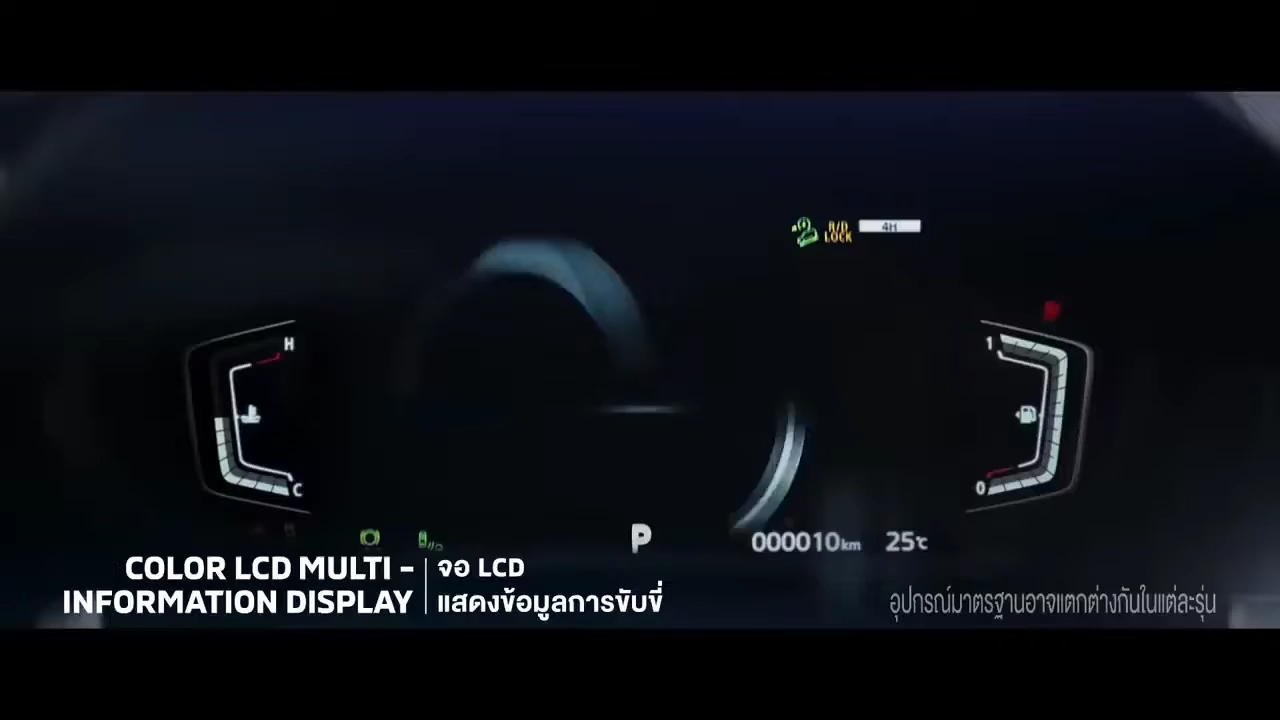 R/D
LOCK
4H
H
C
1
0
P
000010km
25℃
COLOR LCD MULTI -
INFORMATION DISPLAY
จอ LCD
แสดงข้อมูลการขับขี่
อุปกรณ์มาตรฐานอาจแตกต่างกันในแต่ละรุ่น